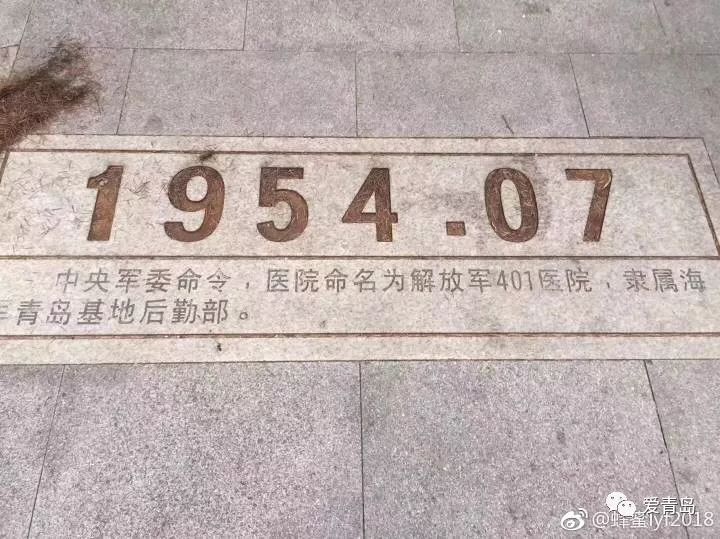 1954.07
中央军委命令，医院命名为解放军401医院，隶属海
军青岛基地后勤部。
爱青岛
@蜂蜜lyf2018